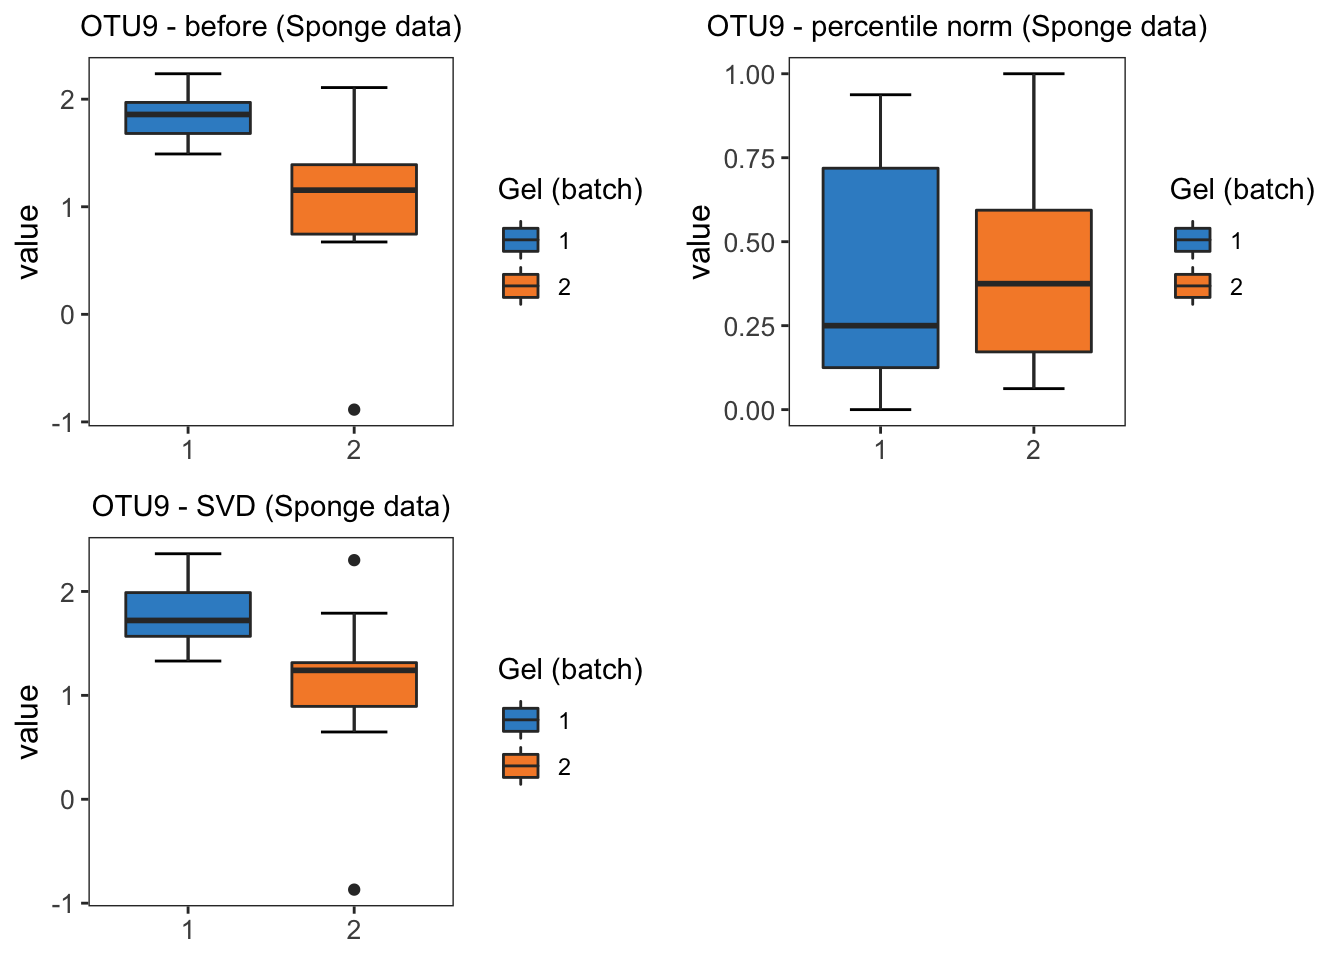 OTU9 - before (Sponge data)
value
2
1
0
-1
1
2
Gel (batch)
1
2
OTU9 - percentile norm (Sponge data)
value
1.00
0.75
0.50
0.25
0.00
1
2
Gel (batch)
1
2
OTU9 - SVD (Sponge data)
value
2
1
0
-1
1
2
Gel (batch)
1
2